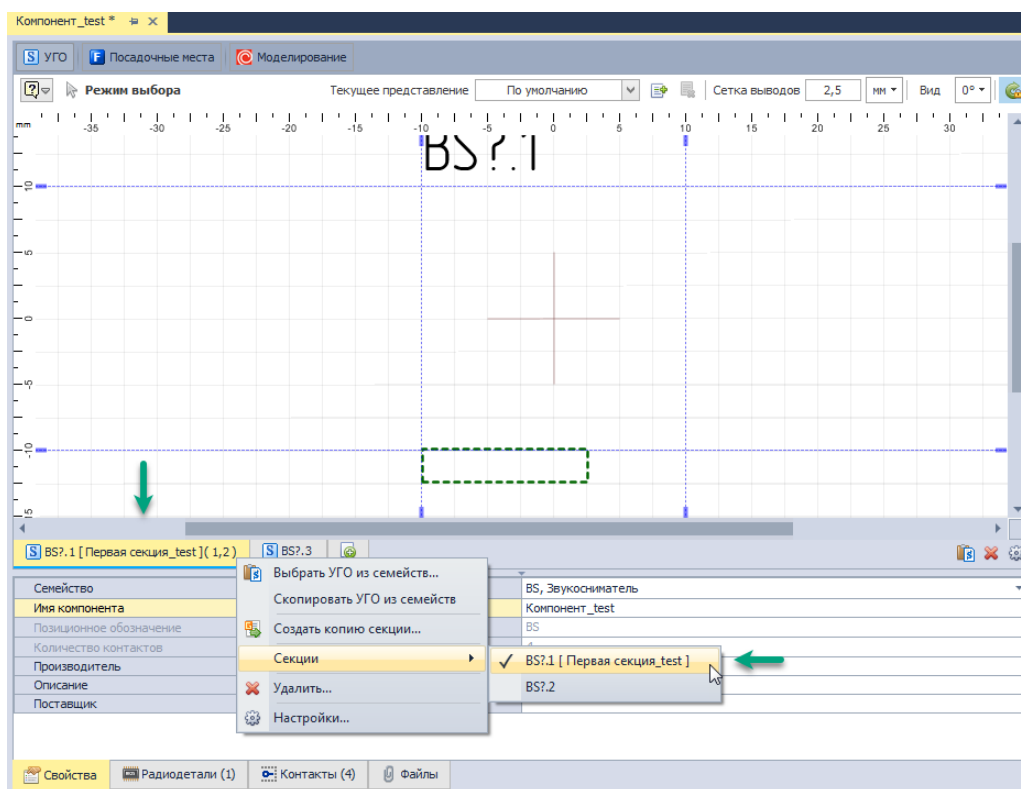 Компонент_test *
УГО Посадочные места Моделирование
Режим выбора Текущее представление По умолчанию Сетка выводов 2,5 мм Вид 0°
mm -35 -30 -25 -20 -15 -10 -5 0 5 10 15 20 25 30
BS?.1
10
5
0
-5
-10
-15
S BS?.1 [ Первая секция_test ]( 1,2 ) S BS?.3
Выбрать УГО из семейств...
Скопировать УГО из семейств
Создать копию секции...
Секции
Удалить...
Настройки...
BS?.1 [ Первая секция_test ]
BS?.2
Семейство BS, Звукосниматель
Имя компонента Компонент_test
Позиционное обозначение BS
Количество контактов
Производитель
Описание
Поставщик
Свойства Радиодетали (1) Контакты (4) Файлы